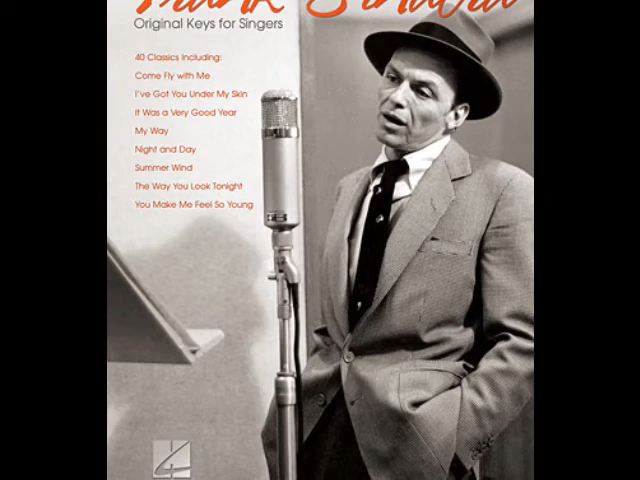 Frank Sinatra
Original Keys for Singers
40 Classics Including:
Come Fly with Me
I've Got You Under My Skin
It Was a Very Good Year
My Way
Night and Day
Summer Wind
The Way You Look Tonight
You Make Me Feel So Young